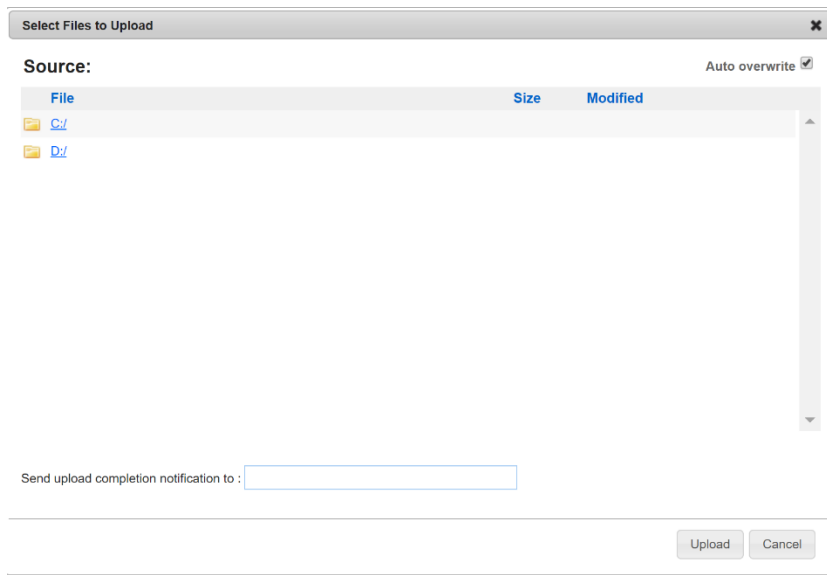 Select Files to Upload
Source:
Auto overwrite
File Size Modified
C:/
D:/
Send upload completion notification to :
Upload Cancel